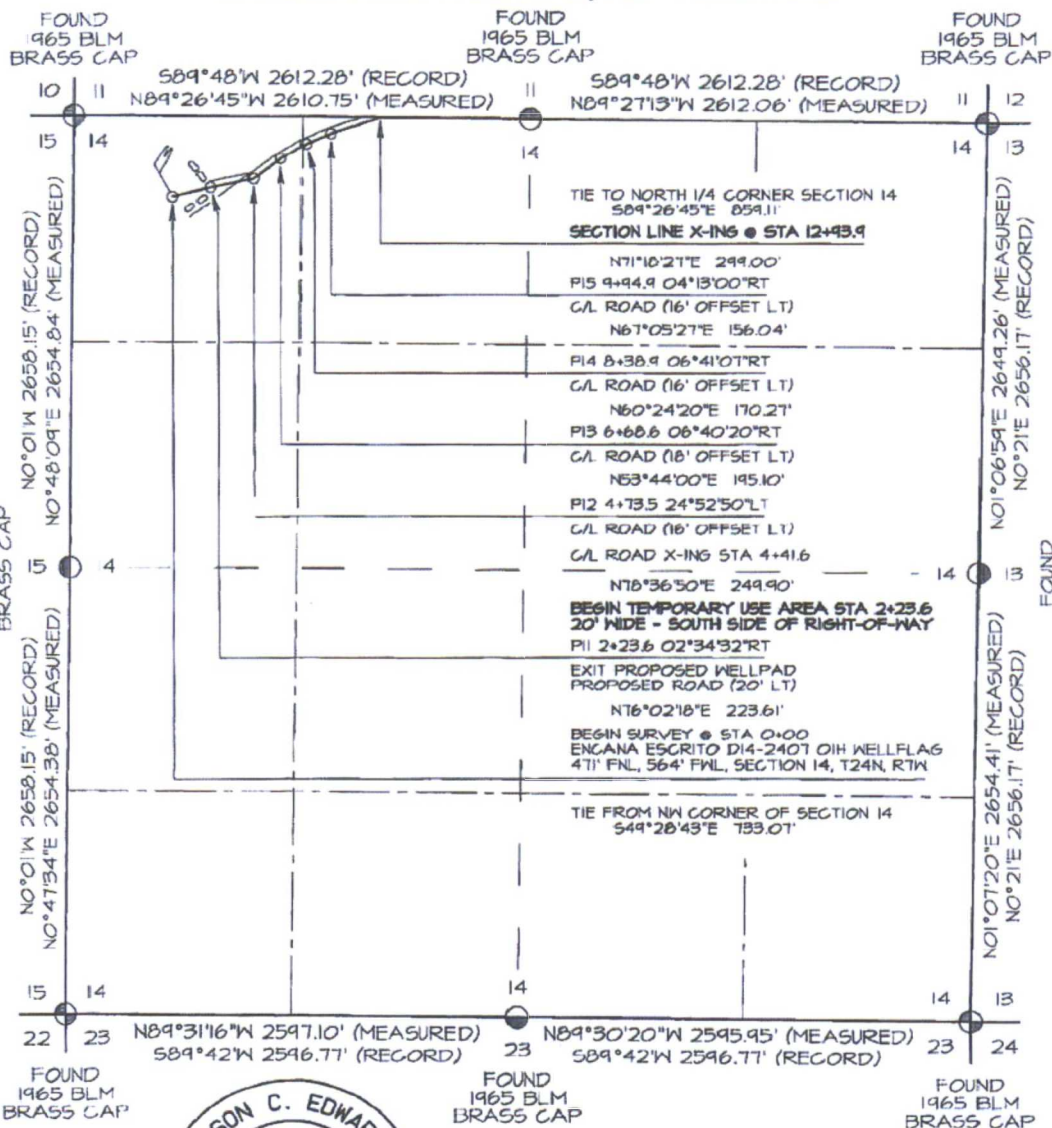 FOUND
1965 BLM
BRASS CAP
FOUND
1965 BLM
BRASS CAP
FOUND
1965 BLM
BRASS CAP
S89°48'W 2612.28' (RECORD)
N89°26'45"W 2610.75' (MEASURED)
S89°48'W 2612.28' (RECORD)
N89°27'13"W 2612.06' (MEASURED)
10 11
15 14
11
14
11 12
14 13
TIE TO NORTH 1/4 CORNER SECTION 14
S89°26'45"E 859.11'
SECTION LINE X-ING @ STA 12+93.9
N71°18'27"E 299.00'
PI5 9+94.9 04°13'00"RT
C/L ROAD (16' OFFSET LT)
N67°05'27"E 156.04'
PI4 8+38.9 06°41'07"RT
C/L ROAD (16' OFFSET LT)
N60°24'20"E 170.27'
PI3 6+68.6 06°40'20"RT
C/L ROAD (18' OFFSET LT)
N53°44'00"E 195.10'
PI2 4+73.5 24°52'50"LT
C/L ROAD (16' OFFSET LT)
C/L ROAD X-ING STA 4+41.6
N78°36'50"E 249.90'
BEGIN TEMPORARY USE AREA STA 2+23.6
20' WIDE - SOUTH SIDE OF RIGHT-OF-WAY
PI1 2+23.6 02°34'32"RT
EXIT PROPOSED WELLPAD
PROPOSED ROAD (20' LT)
N76°02'18"E 223.61'
BEGIN SURVEY @ STA 0+00
ENCANA ESCRITO D14-2407 01H WELLFLAG
471' FNL, 564' FWL, SECTION 14, T24N, R7W
TIE FROM NW CORNER OF SECTION 14
S49°28'43"E 733.07'
N0°01'W 2658.15' (RECORD)
N0°48'09"E 2654.84' (MEASURED)
BRASS CAP
15 4
N0°01'W 2658.15' (RECORD)
N0°47'34"E 2654.38' (MEASURED)
N01°06'59"E 2649.26' (MEASURED)
N0°21'E 2656.17' (RECORD)
14 13
FOUND
N01°07'20"E 2654.41' (MEASURED)
N0°21'E 2656.17' (RECORD)
15 14
22 23
14
23
14 13
23 24
N89°31'16"W 2597.10' (MEASURED)
S89°42'W 2596.77' (RECORD)
N89°30'20"W 2595.95' (MEASURED)
S89°42'W 2596.77' (RECORD)
FOUND
1965 BLM
BRASS CAP
FOUND
1965 BLM
BRASS CAP
FOUND
1965 BLM
BRASS CAP
C.